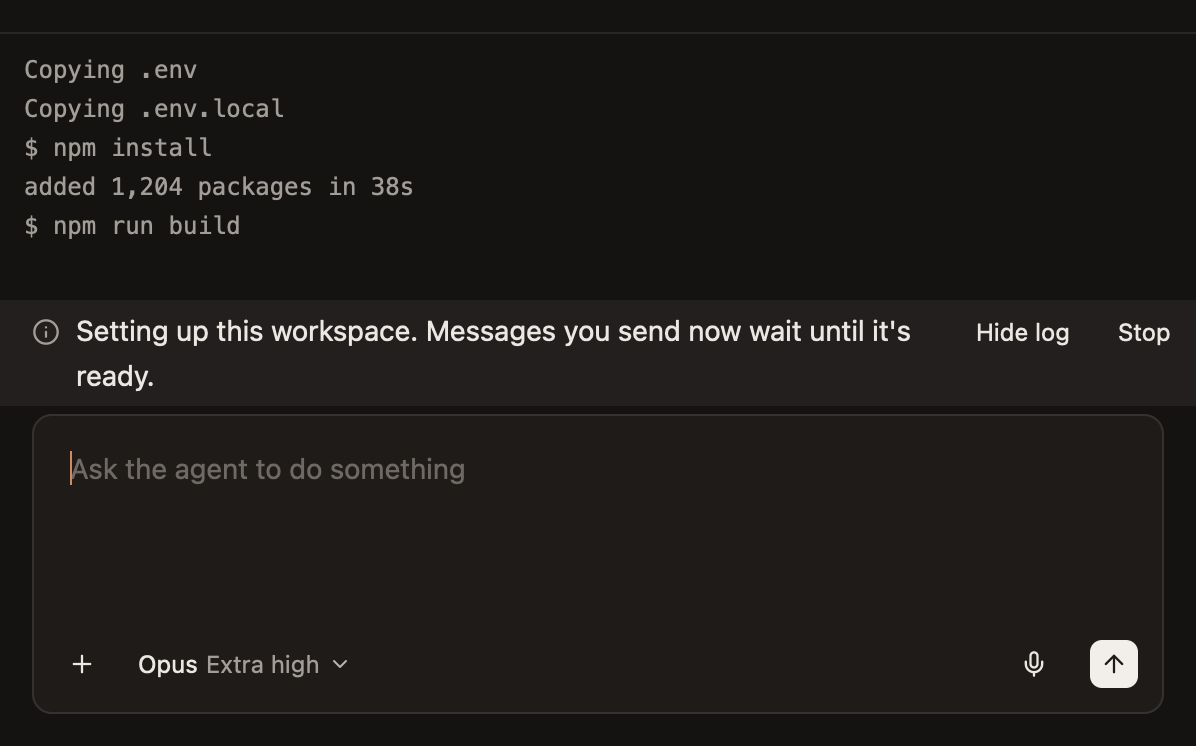 Copying .env
Copying .env.local
$ npm install
added 1,204 packages in 38s
$ npm run build
Setting up this workspace. Messages you send now wait until it's
ready.
Hide log
Stop
Ask the agent to do something
Opus Extra high